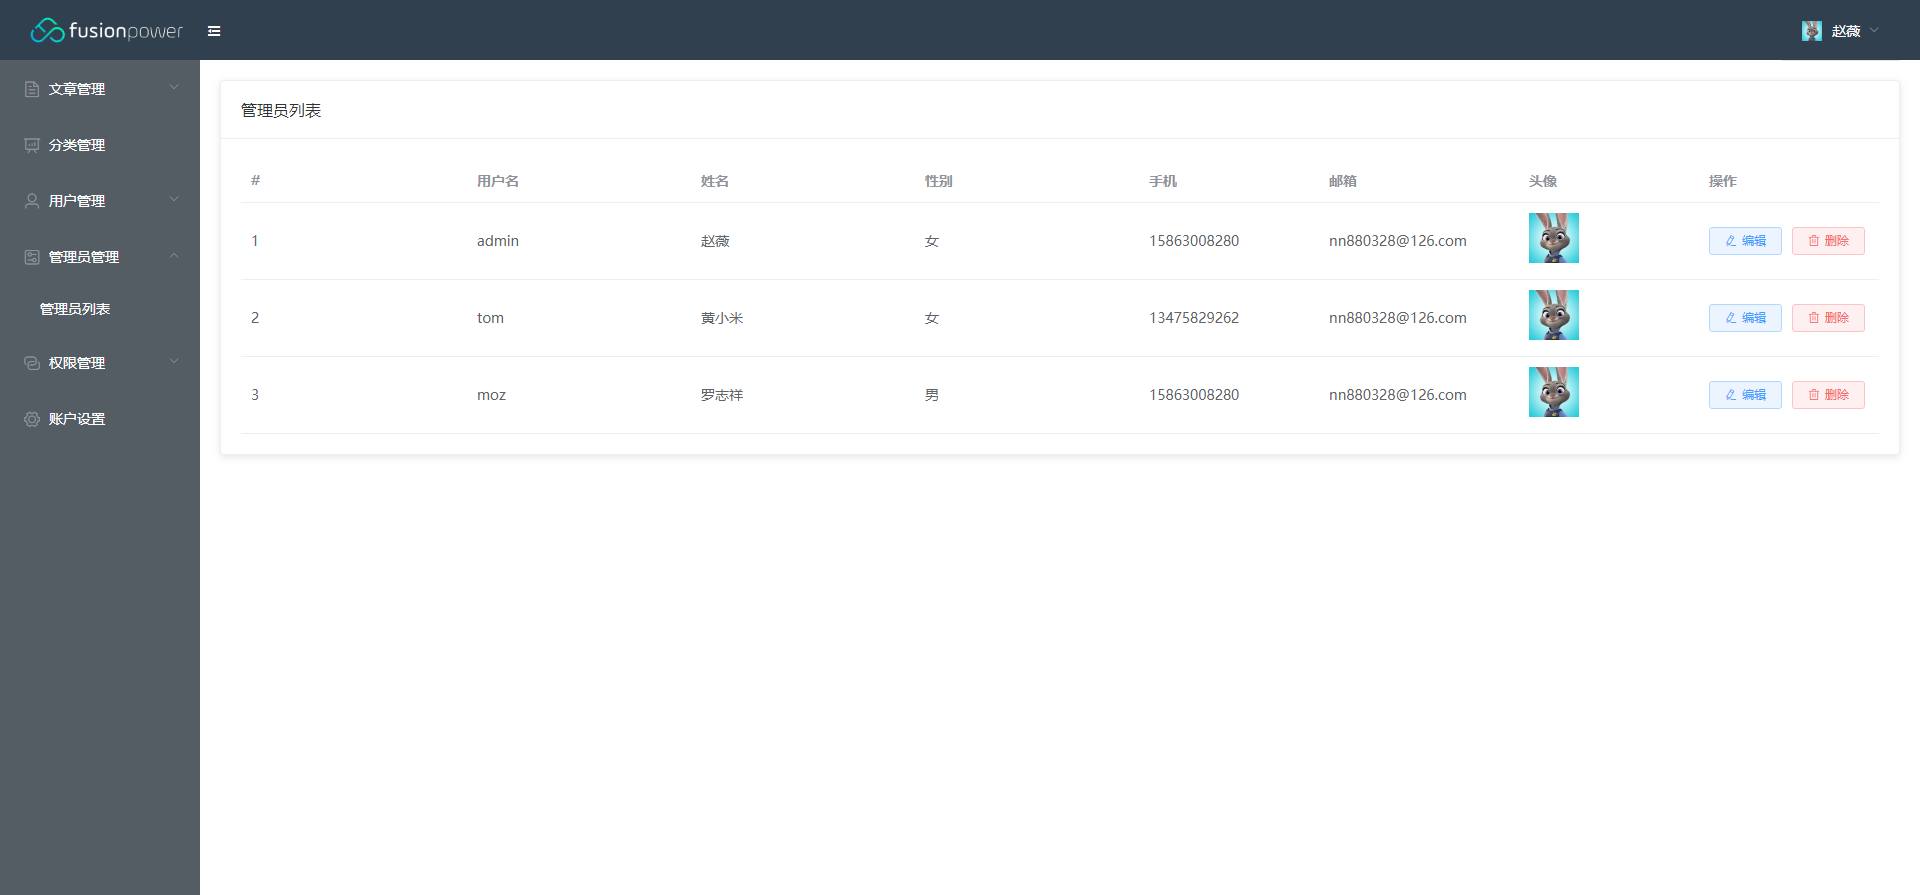 fusionpower
赵薇
文章管理
分类管理
用户管理
管理员管理
管理员列表
权限管理
账户设置
管理员列表
# 用户名 姓名 性别 手机 邮箱 头像 操作
1 admin 赵薇 女 15863008280 nn880328@126.com 编辑 删除
2 tom 黄小米 女 13475829262 nn880328@126.com 编辑 删除
3 moz 罗志祥 男 15863008280 nn880328@126.com 编辑 删除